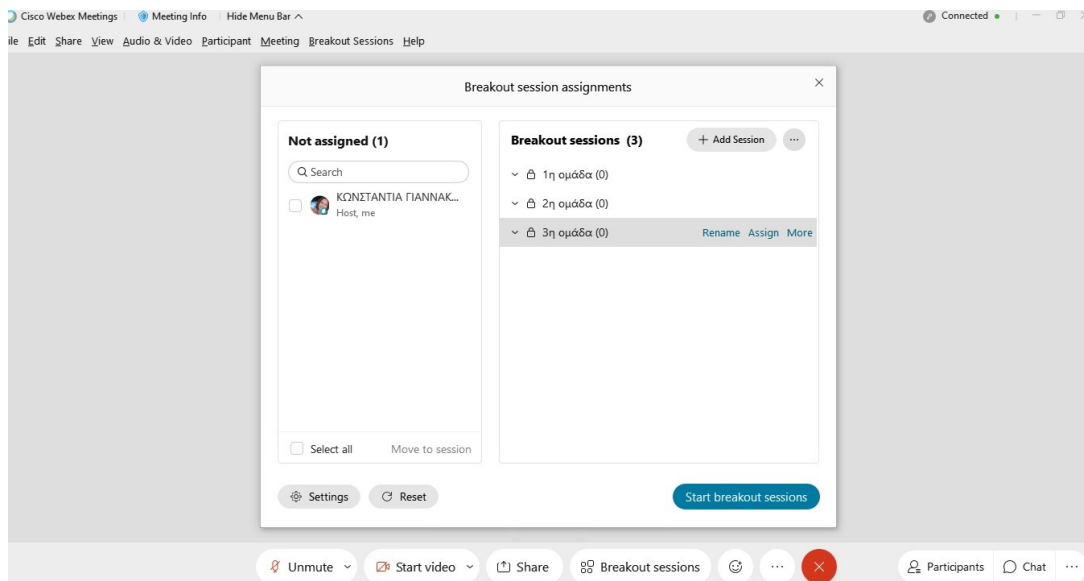 Cisco Webex Meetings Meeting Info Hide Menu Bar Connected
ile Edit Share View Audio & Video Participant Meeting Breakout Sessions Help
Breakout session assignments
Not assigned (1)
Search
ΚΩΝΣΤΑΝΤΙΑ ΓΙΑΝΝΑΚ...
Host, me
Select all Move to session
Breakout sessions (3) + Add Session ...
1η ομάδα (0)
2η ομάδα (0)
3η ομάδα (0) Rename Assign More
Settings Reset Start breakout sessions
Unmute Start video Share Breakout sessions ... Participants Chat ...